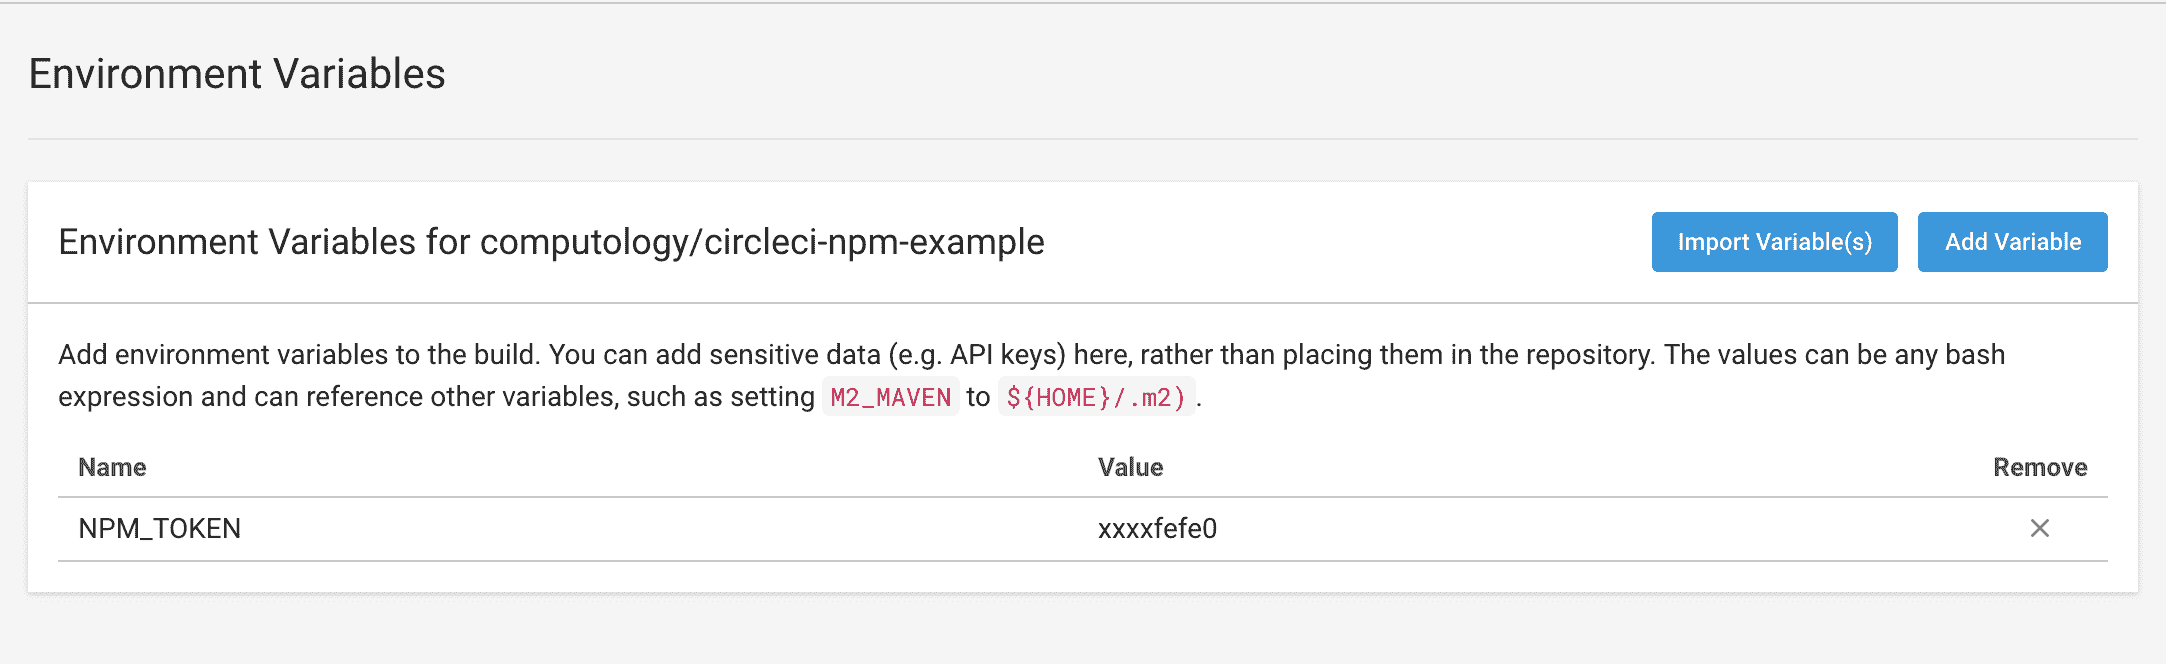 Environment Variables
Environment Variables for computology/circleci-npm-example
Import Variable(s)
Add Variable
Add environment variables to the build. You can add sensitive data (e.g. API keys) here, rather than placing them in the repository. The values can be any bash
expression and can reference other variables, such as setting M2_MAVEN to ${HOME}/.m2).
Name Value Remove
NPM_TOKEN xxxxfefe0